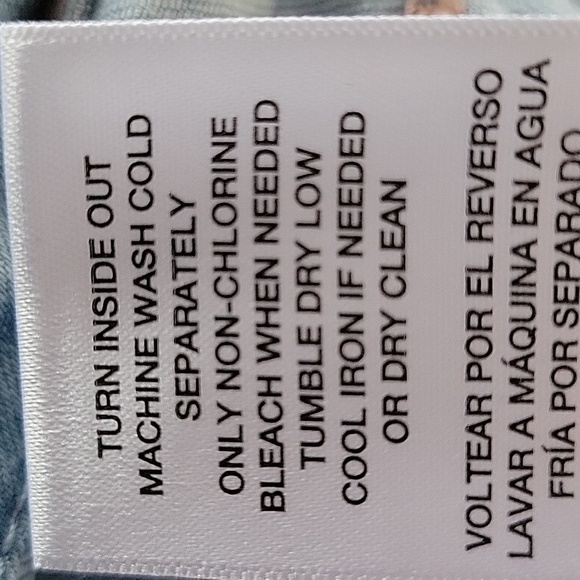 TURN INSIDE OUT
MACHINE WASH COLD
SEPARATELY
ONLY NON-CHLORINE
BLEACH WHEN NEEDED
TUMBLE DRY LOW
COOL IRON IF NEEDED
OR DRY CLEAN
VOLTEAR POR EL REVERSO
LAVAR A MÁQUINA EN AGUA
FRÍA POR SEPARADO